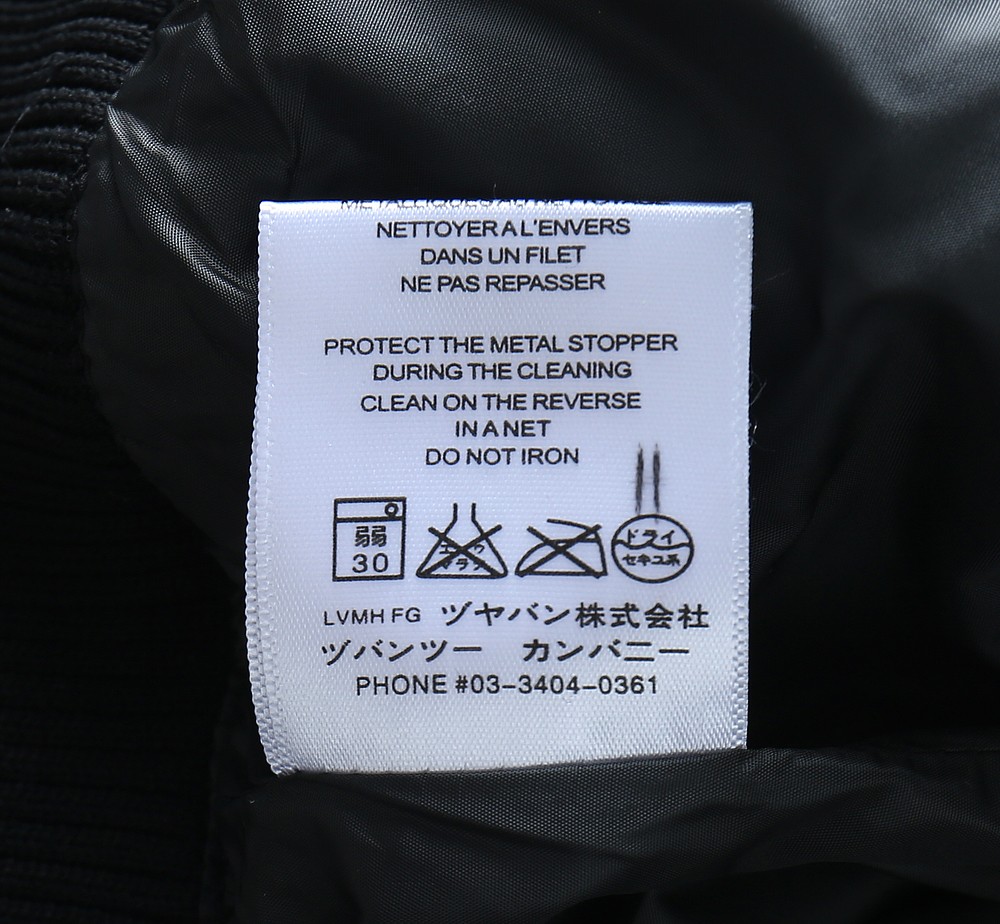 NETTOYER A L'ENVERS
DANS UN FILET
NE PAS REPASSER
PROTECT THE METAL STOPPER
DURING THE CLEANING
CLEAN ON THE REVERSE
IN A NET
DO NOT IRON
弱
30
ドライ
セキユ系
LVMH FG ヅヤバン株式会社
ヅバンツー カンバニー
PHONE #03-3404-0361